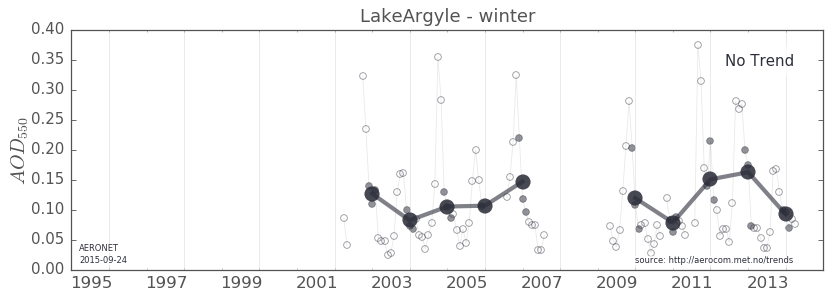 LakeArgyle - winter
0.40
0.35
0.30
0.25
0.20
0.15
0.10
0.05
0.00
AOD550
No Trend
AERONET
2015-09-24
source: http://aerocom.met.no/trends
1995 1997 1999 2001 2003 2005 2007 2009 2011 2013